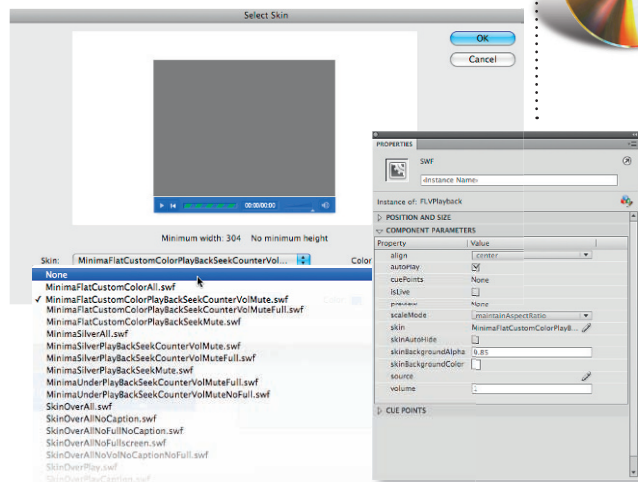 Select Skin
OK
Cancel
00:00/00:00
Minimum width: 304 No minimum height
Skin: MinimaFlatCustomColorPlayBackSeekCounterVol... Color
None
MinimaFlatCustomColorAll.swf
✓ MinimaFlatCustomColorPlayBackSeekCounterVolMute.swf
MinimaFlatCustomColorPlayBackSeekCounterVolMuteFull.swf
MinimaFlatCustomColorPlayBackSeekMute.swf
MinimaSilverAll.swf
MinimaSilverPlayBackSeekCounterVolMute.swf
MinimaSilverPlayBackSeekCounterVolMuteFull.swf
MinimaSilverPlayBackSeekMute.swf
MinimaUnderPlayBackSeekCounterVolMuteFull.swf
MinimaUnderPlayBackSeekCounterVolMuteNoFull.swf
SkinOverAll.swf
SkinOverAllNoCaption.swf
SkinOverAllNoFullNoCaption.swf
SkinOverAllNoFullscreen.swf
SkinOverAllNoVolNoCaptionNoFull.swf
SkinOverPlay.swf
SkinOverPlayCaption.swf
PROPERTIES
SWF
<Instance Name>
Instance of: FLVPlayback
POSITION AND SIZE
COMPONENT PARAMETERS
Property Value
align center
autoPlay
cuePoints None
isLive
preview None
scaleMode maintainAspectRatio
skin MinimaFlatCustomColorPlayB...
skinAutoHide
skinBackgroundAlpha 0.85
skinBackgroundColor
source
volume 1
CUE POINTS